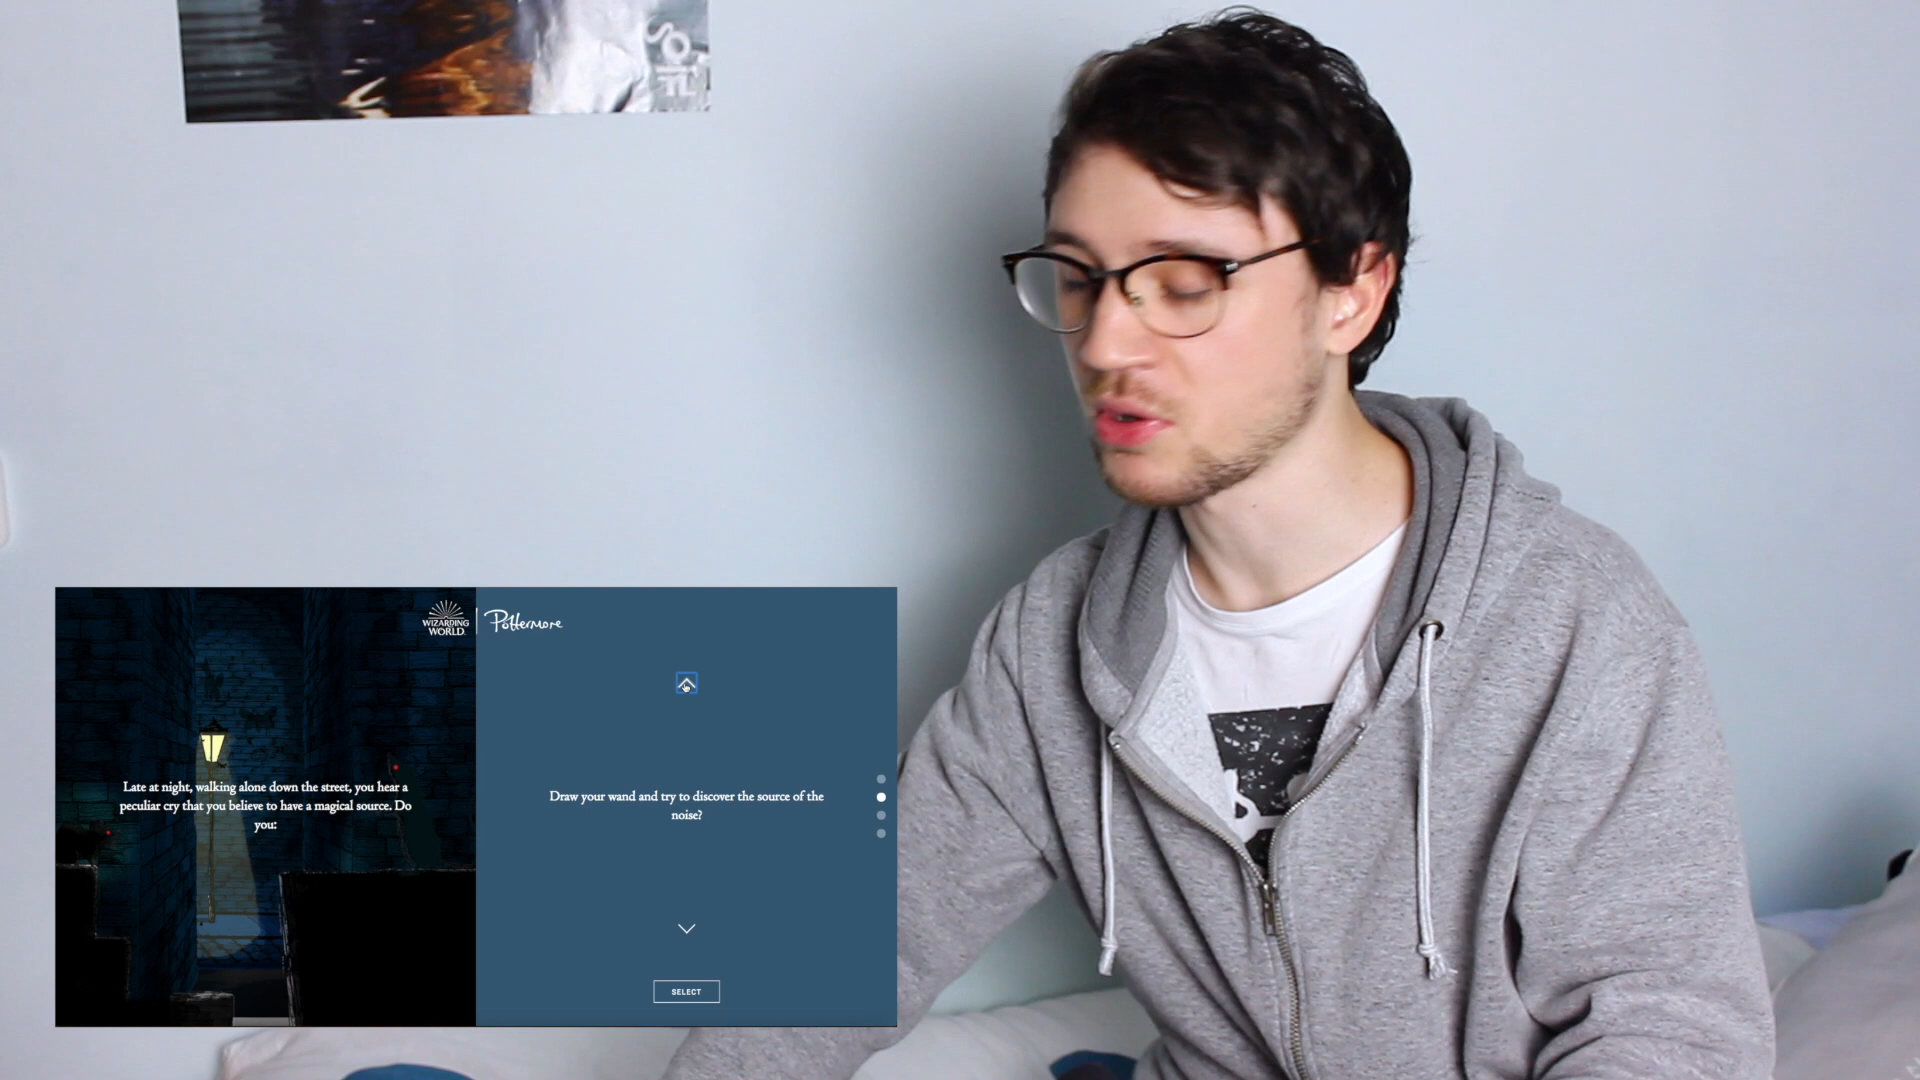 WIZARDING
WORLD
Pottermore
Late at night, walking alone down the street, you hear a
peculiar cry that you believe to have a magical source. Do
you:
Draw your wand and try to discover the source of the
noise?
SELECT